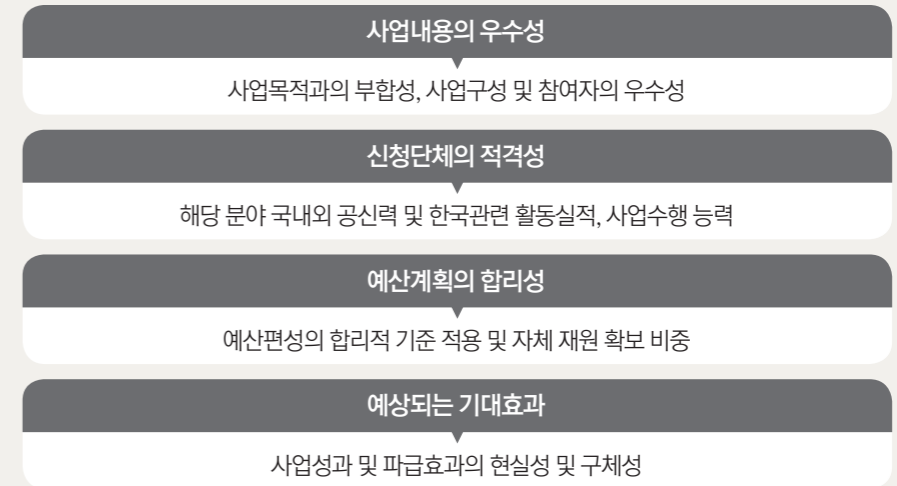 사업내용의 우수성
사업목적과의 부합성, 사업구성 및 참여자의 우수성
신청단체의 적격성
해당 분야 국내외 공신력 및 한국관련 활동실적, 사업수행 능력
예산계획의 합리성
예산편성의 합리적 기준 적용 및 자체 재원 확보 비중
예상되는 기대효과
사업성과 및 파급효과의 현실성 및 구체성